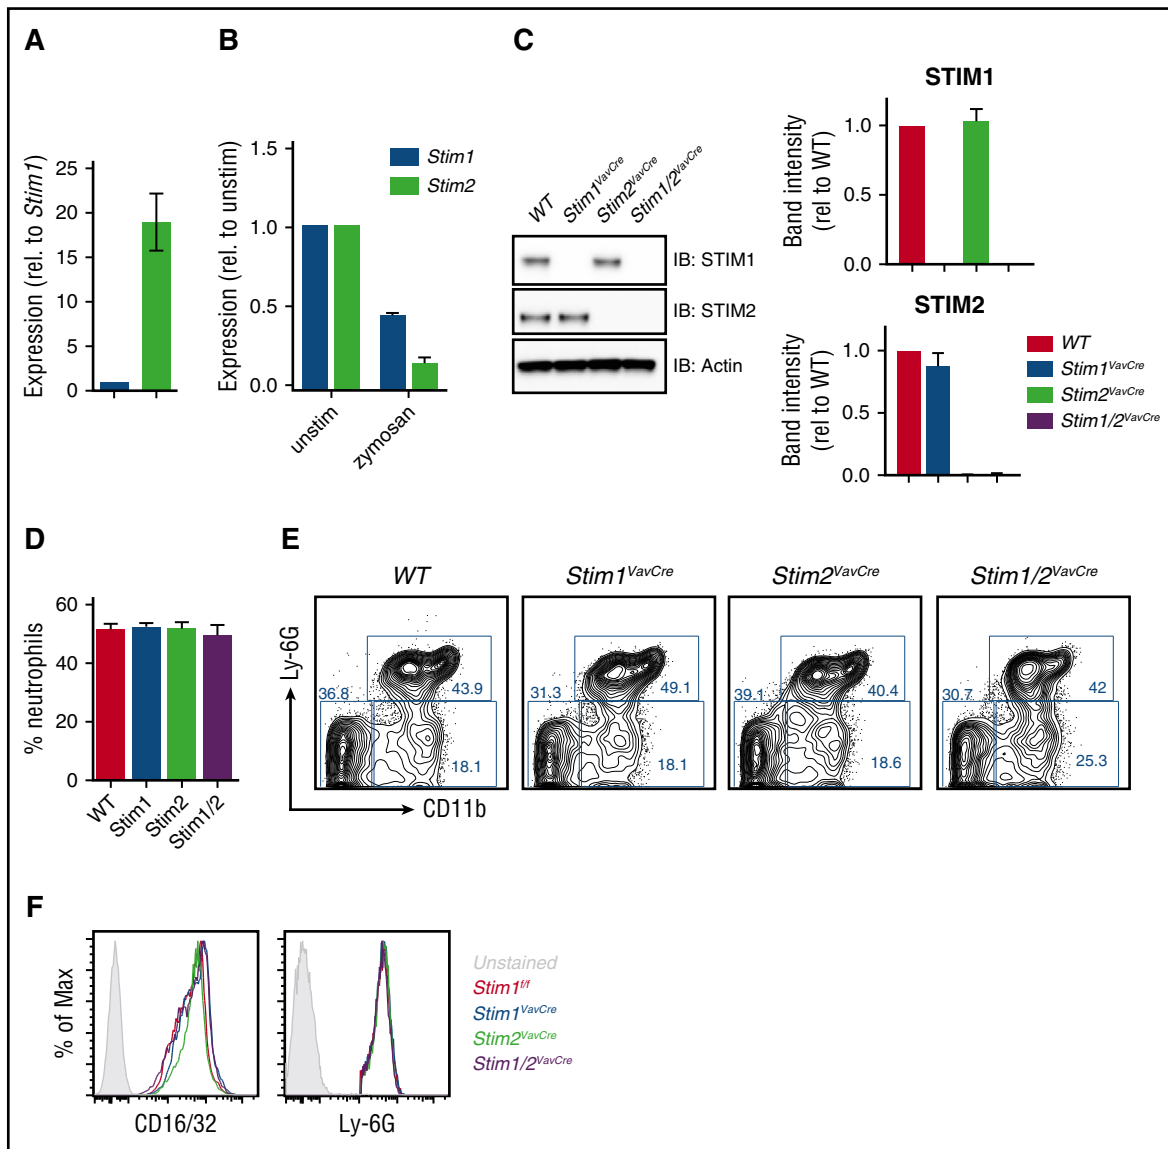 A
Expression (rel. to Stim1)
25
20
15
10
5
0
B
Expression (rel. to unstim)
1.5
1.0
0.5
0.0
Stim1
Stim2
unstim
zymosan
C
WT
Stim1VavCre
Stim2VavCre
Stim1/2VavCre
IB: STIM1
IB: STIM2
IB: Actin
STIM1
Band intensity
(rel to WT)
1.0
0.5
0.0
STIM2
Band intensity
(rel to WT)
1.0
0.5
0.0
WT
Stim1VavCre
Stim2VavCre
Stim1/2VavCre
D
% neutrophils
60
40
20
0
WT
Stim1
Stim2
Stim1/2
E
WT
Stim1VavCre
Stim2VavCre
Stim1/2VavCre
Ly-6G
CD11b
36.8
43.9
18.1
31.3
49.1
18.1
39.1
40.4
18.6
30.7
42
25.3
F
% of Max
CD16/32
Ly-6G
Unstained
Stim1f/f
Stim1VavCre
Stim2VavCre
Stim1/2VavCre